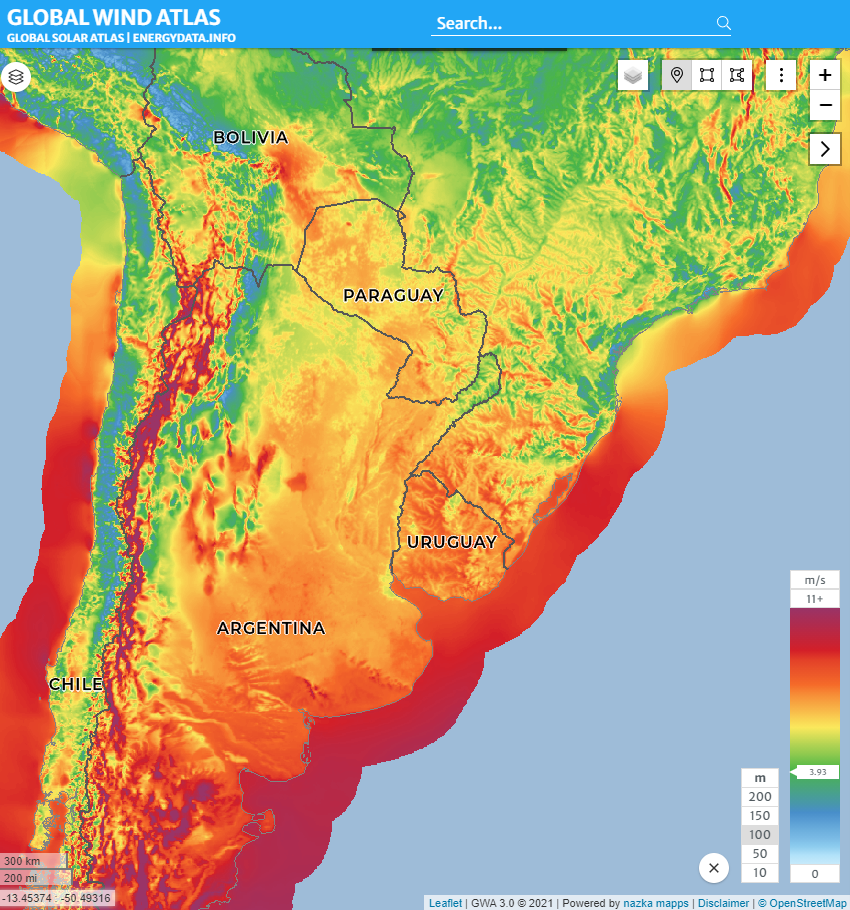 GLOBAL WIND ATLAS
GLOBAL SOLAR ATLAS | ENERGYDATA.INFO
Search...
+
−
BOLIVIA
PARAGUAY
URUGUAY
ARGENTINA
CHILE
m/s
11+
3.93
0
m
200
150
100
50
10
300 km
200 mi
-13.45374 : -50.49316
Leaflet | GWA 3.0 © 2021 | Powered by nazka mapps | Disclaimer | © OpenStreetMap